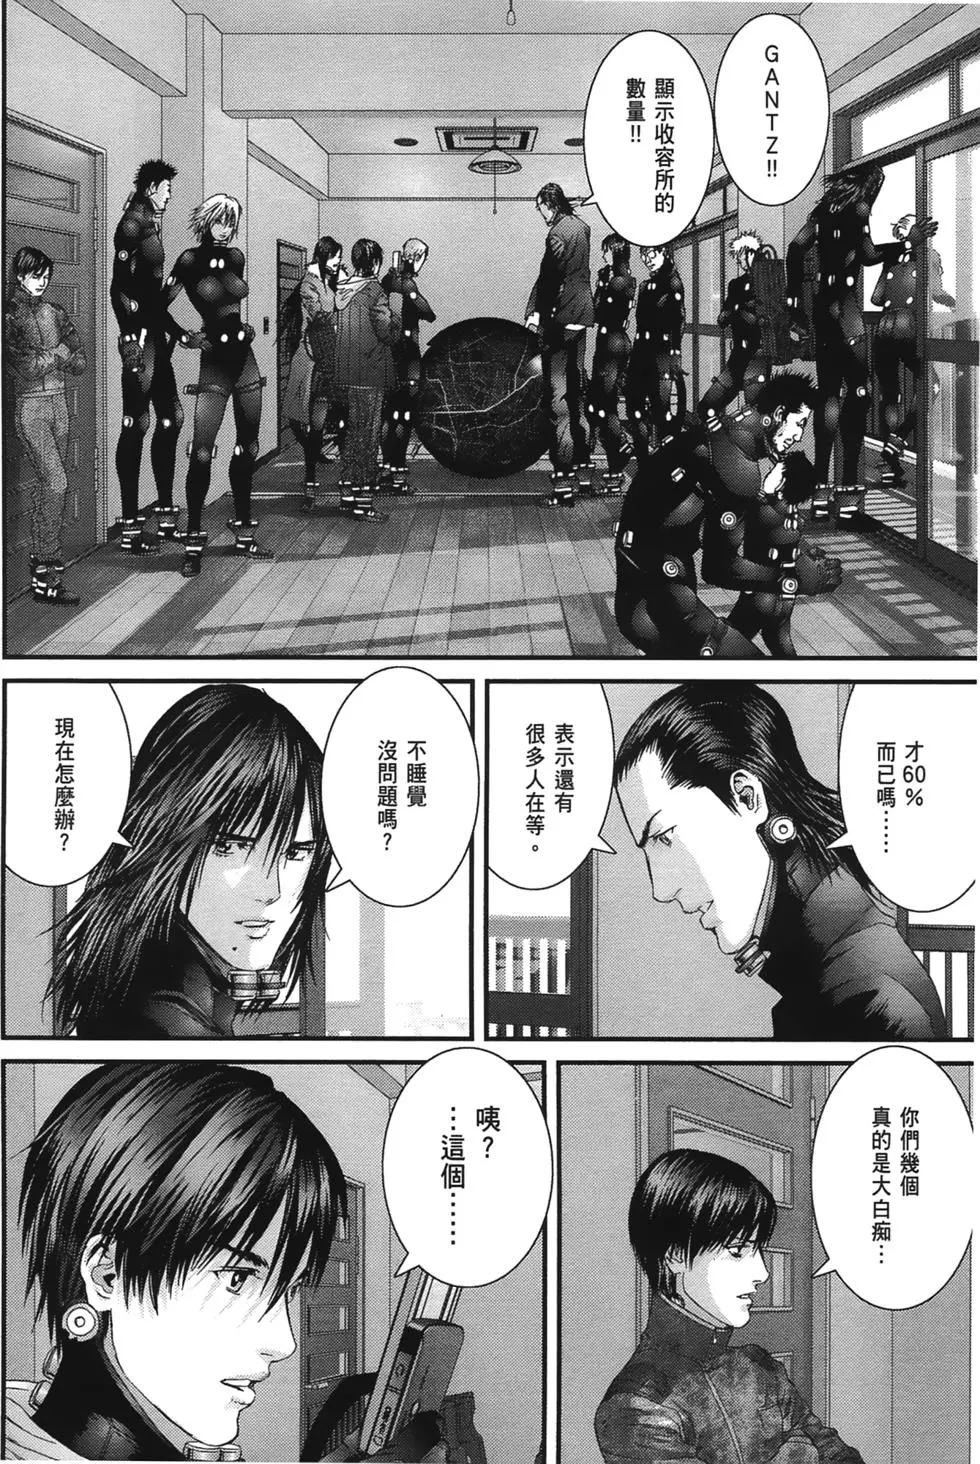 GANTZ!!
顯示收容所的
數量!!
才60%
而已嗎……
表示還有
很多人在等。
不睡覺
沒問題嗎？
現在怎麼辦？
你們幾個
真的是大白痴…
咦？
…這個……